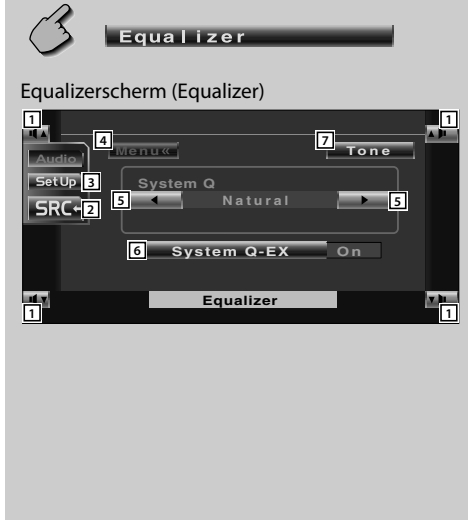 Equalizer
Equalizerscherm (Equalizer)
1 1
4 Menu« 7 Tone
Audio
SetUp 3
System Q
SRC 2
5 Natural 5
6 System Q-EX On
Equalizer
1 1